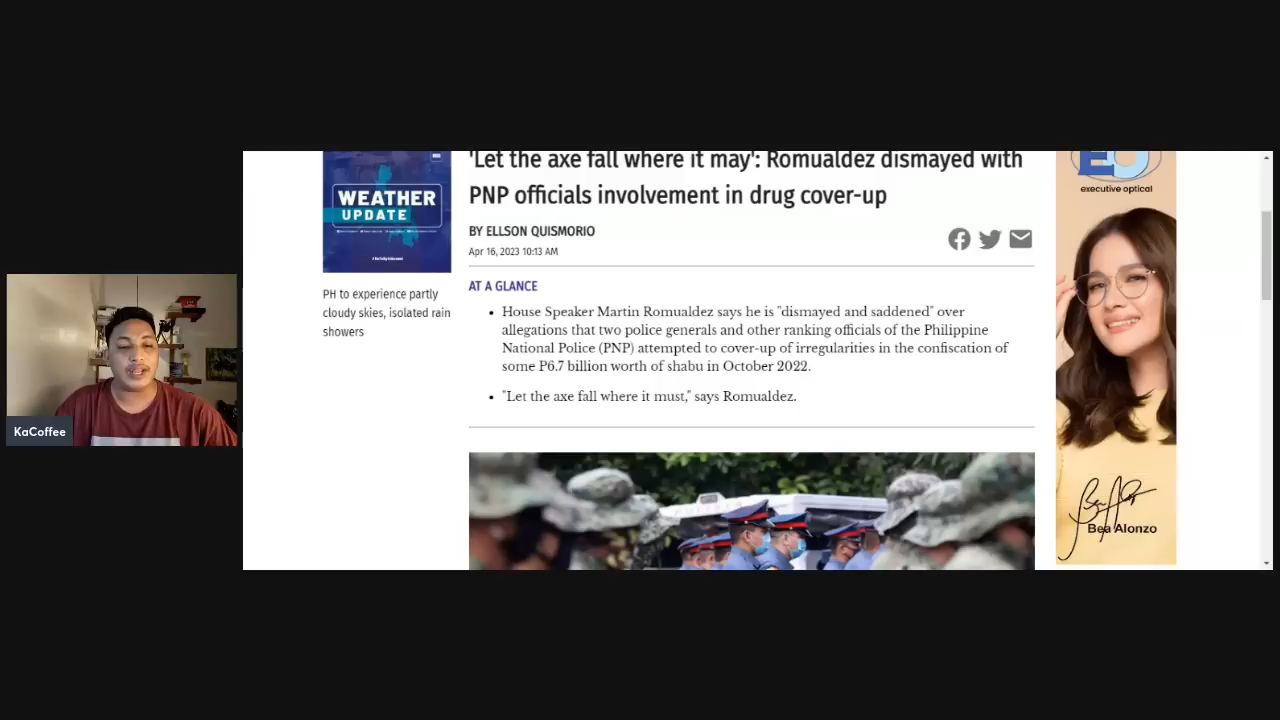 'Let the axe fall where it may': Romualdez dismayed with
PNP officials involvement in drug cover-up
BY ELLSON QUISMORIO
Apr 16, 2023 10:13 AM
AT A GLANCE
• House Speaker Martin Romualdez says he is "dismayed and saddened" over
allegations that two police generals and other ranking officials of the Philippine
National Police (PNP) attempted to cover-up of irregularities in the confiscation of
some P6.7 billion worth of shabu in October 2022.
• "Let the axe fall where it must," says Romualdez.
WEATHER
UPDATE
PH to experience partly
cloudy skies, isolated rain
showers
KaCoffee
EO
executive optical
Bea Alonzo